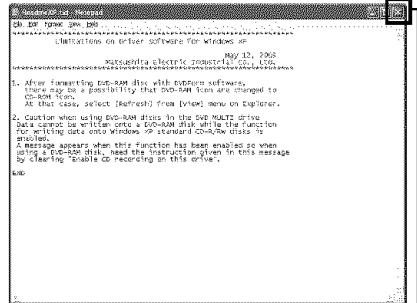 ReadmeXP.txt - Notepad
File Edit Format View Help
********************************************************
Limitations on Driver software for Windows XP
May 12, 2003
Matsushita Electric Industrial Co., Ltd.
********************************************************
1. After formatting DVD-RAM disk with DVDForm software,
there may be a possibility that DVD-RAM icon are changed to
CD-ROM icon.
At that case, select [Refresh] from [View] menu on Explorer.
2. Caution when using DVD-RAM disks in the DVD MULTI drive
Data cannot be written onto a DVD-RAM disk while the function
for writing data onto Windows XP standard CD-R/RW disks is
enabled.
A message appears when this function has been enabled so when
using a DVD-RAM disk, heed the instruction given in this message
by clearing "Enable CD recording on this drive".
END